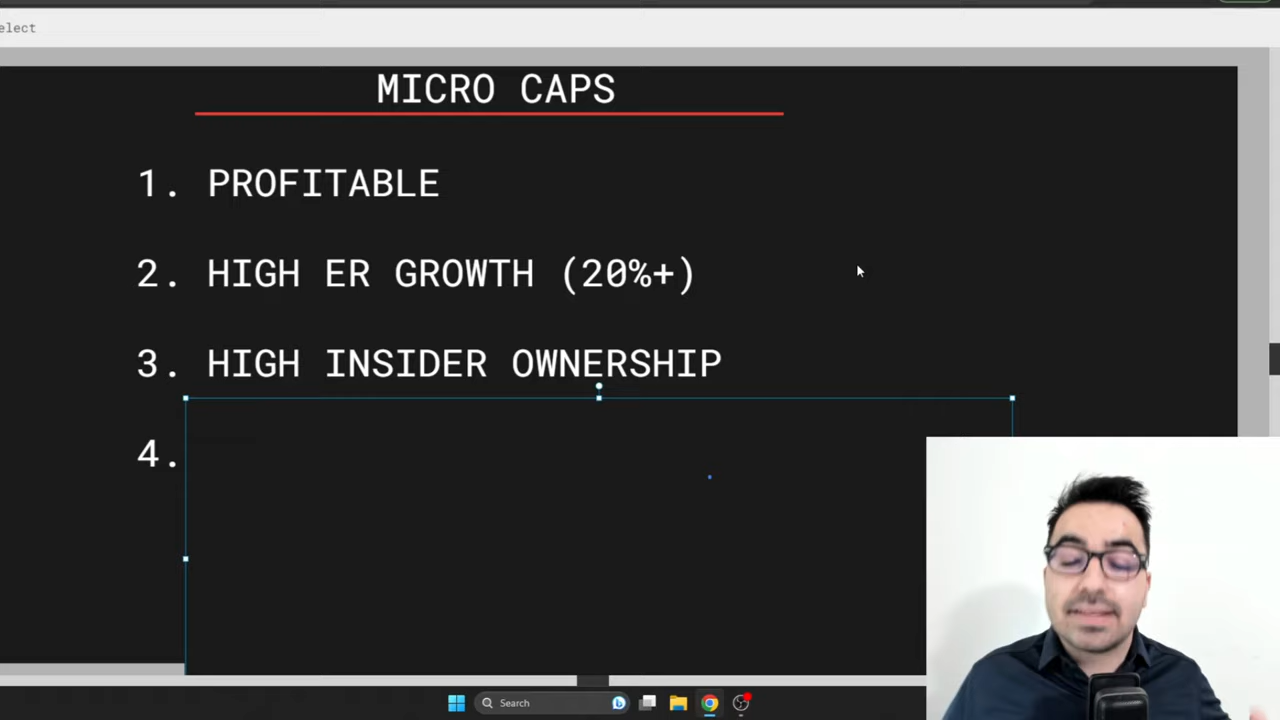 elect
MICRO CAPS
1. PROFITABLE
2. HIGH ER GROWTH (20%+)
3. HIGH INSIDER OWNERSHIP
4.
Search